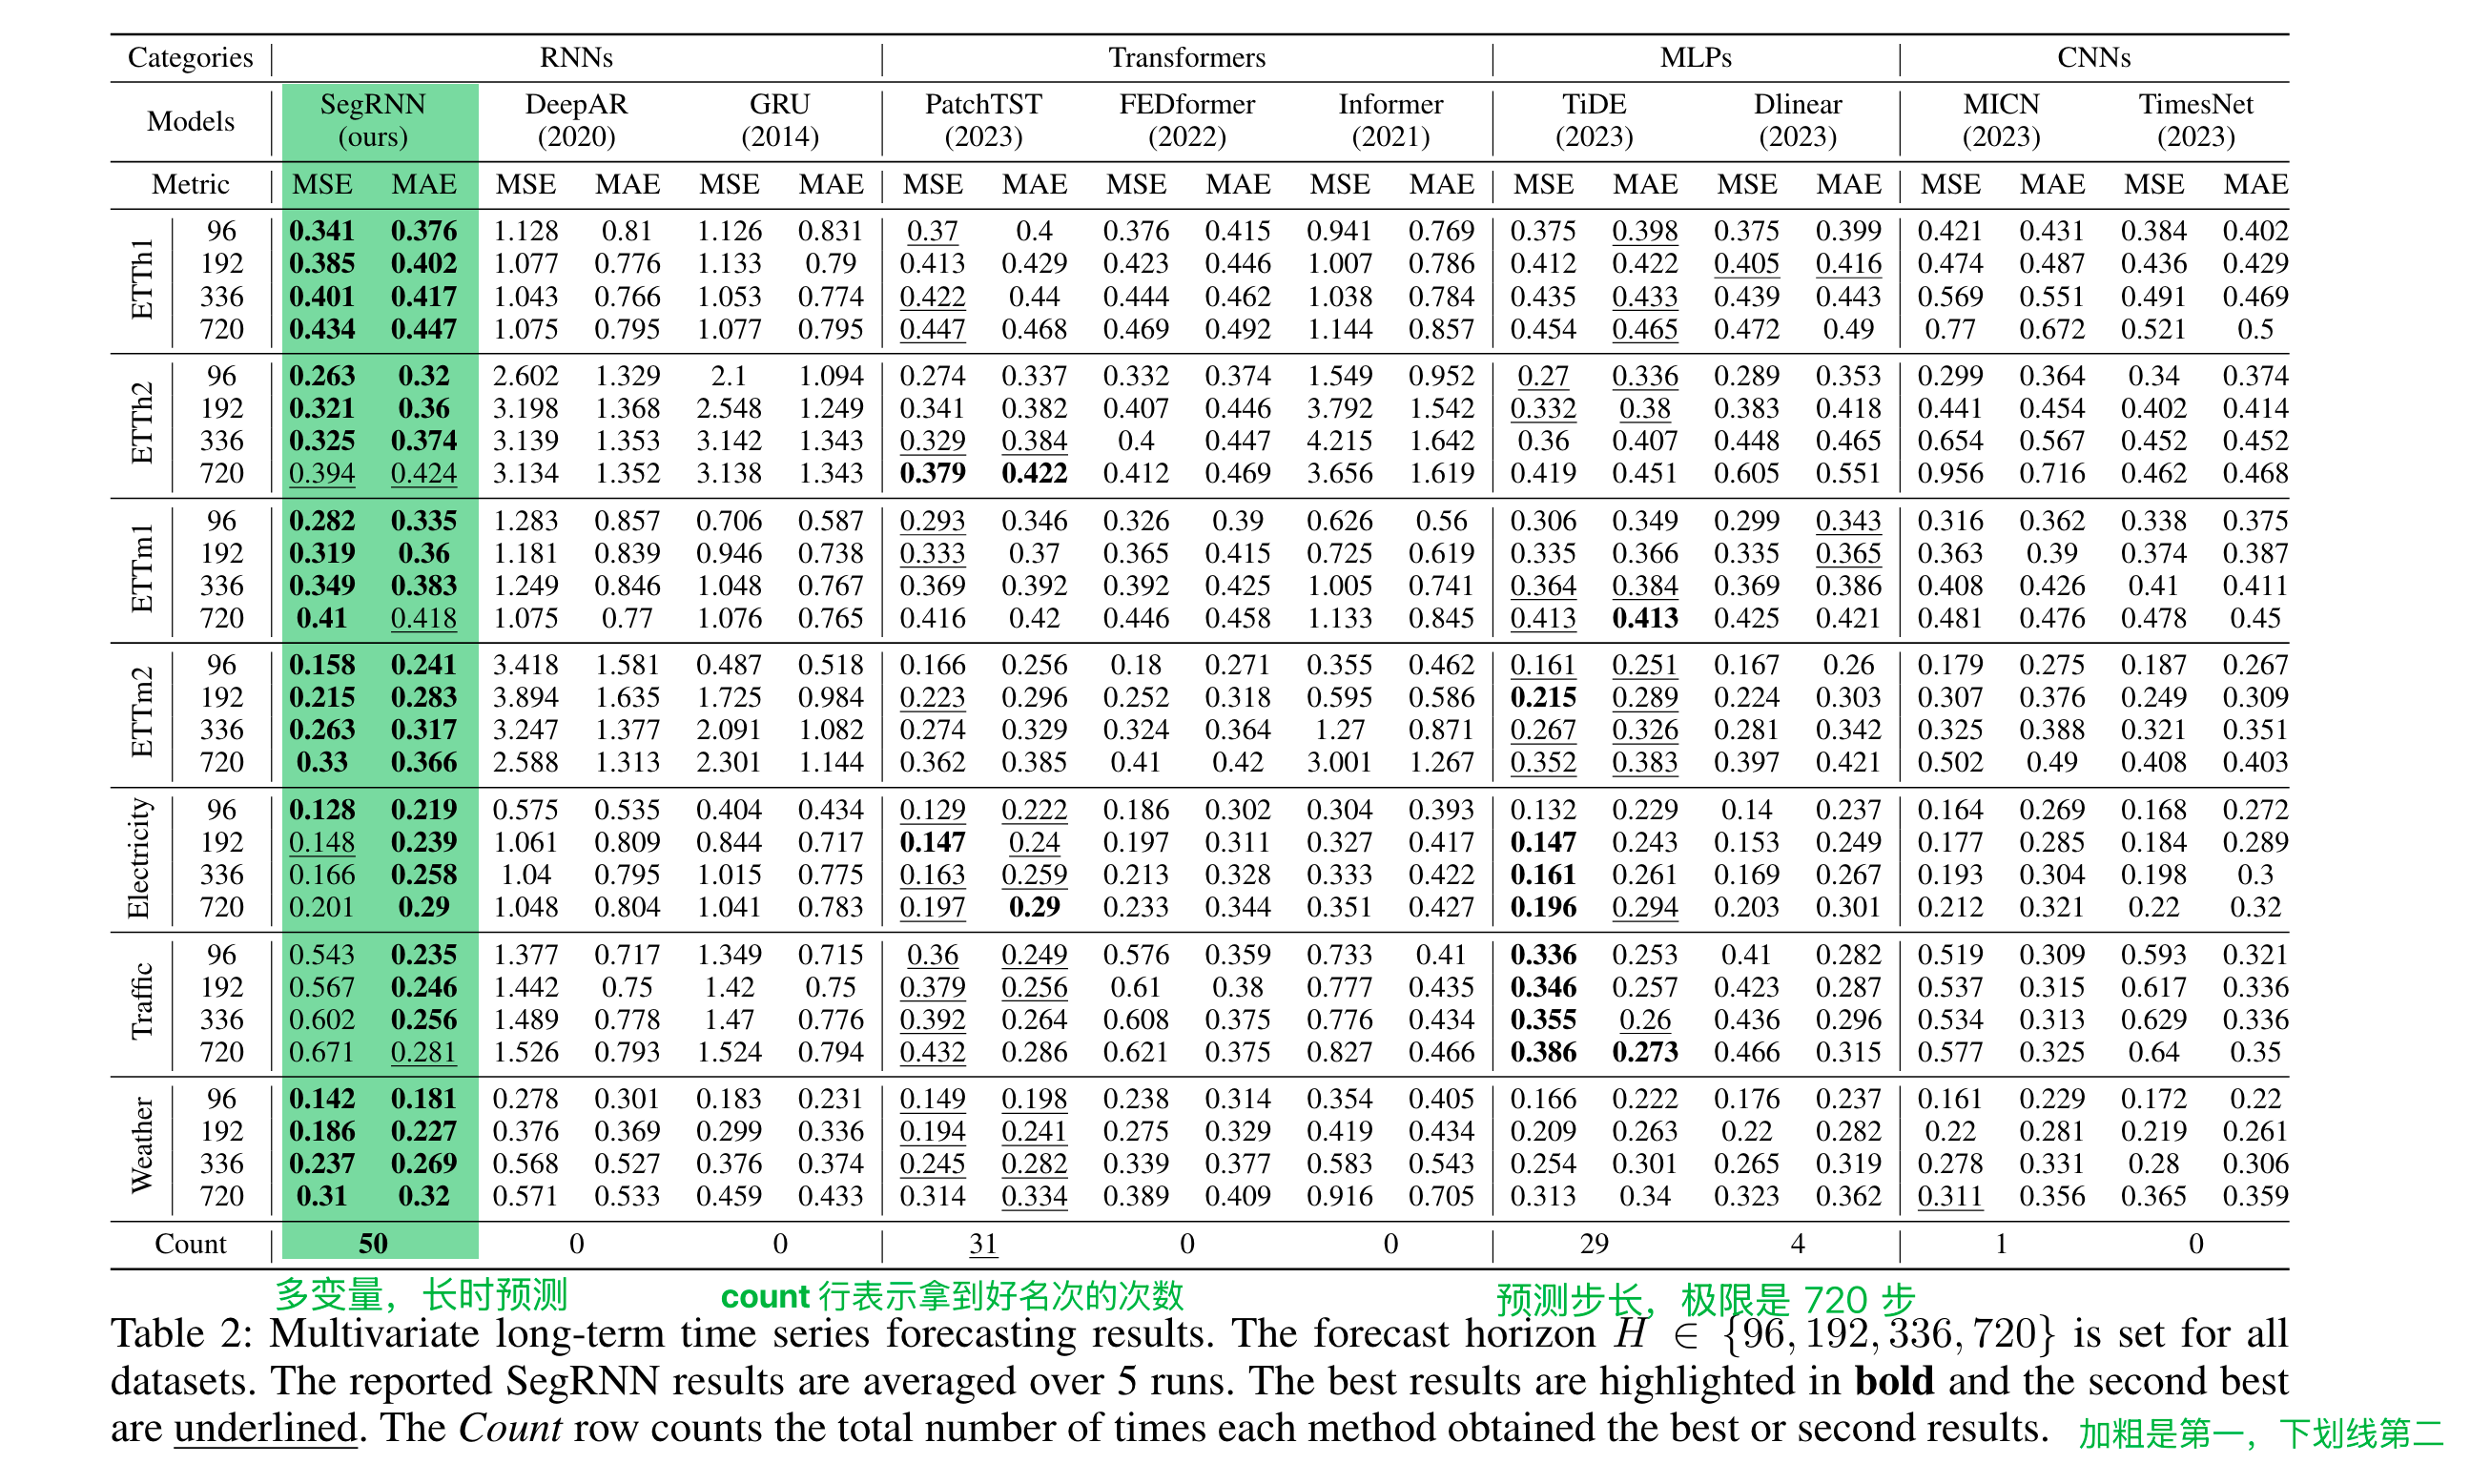 Categories RNNs Transformers MLPs CNNs
Models SegRNN (ours) DeepAR (2020) GRU (2014) PatchTST (2023) FEDformer (2022) Informer (2021) TiDE (2023) Dlinear (2023) MICN (2023) TimesNet (2023)
Metric MSE MAE MSE MAE MSE MAE MSE MAE MSE MAE MSE MAE MSE MAE MSE MAE MSE MAE MSE MAE
ETTh1
96 0.341 0.376 1.128 0.81 1.126 0.831 0.37 0.4 0.376 0.415 0.941 0.769 0.375 0.398 0.375 0.399 0.421 0.431 0.384 0.402
192 0.385 0.402 1.077 0.776 1.133 0.79 0.413 0.429 0.423 0.446 1.007 0.786 0.412 0.422 0.405 0.416 0.474 0.487 0.436 0.429
336 0.401 0.417 1.043 0.766 1.053 0.774 0.422 0.44 0.444 0.462 1.038 0.784 0.435 0.433 0.439 0.443 0.569 0.551 0.491 0.469
720 0.434 0.447 1.075 0.795 1.077 0.795 0.447 0.468 0.469 0.492 1.144 0.857 0.454 0.465 0.472 0.49 0.77 0.672 0.521 0.5
ETTh2
96 0.263 0.32 2.602 1.329 2.1 1.094 0.274 0.337 0.332 0.374 1.549 0.952 0.27 0.336 0.289 0.353 0.299 0.364 0.34 0.374
192 0.321 0.36 3.198 1.368 2.548 1.249 0.341 0.382 0.407 0.446 3.792 1.542 0.332 0.38 0.383 0.418 0.441 0.454 0.402 0.414
336 0.325 0.374 3.139 1.353 3.142 1.343 0.329 0.384 0.4 0.447 4.215 1.642 0.36 0.407 0.448 0.465 0.654 0.567 0.452 0.452
720 0.394 0.424 3.134 1.352 3.138 1.343 0.379 0.422 0.412 0.469 3.656 1.619 0.419 0.451 0.605 0.551 0.956 0.716 0.462 0.468
ETTm1
96 0.282 0.335 1.283 0.857 0.706 0.587 0.293 0.346 0.326 0.39 0.626 0.56 0.306 0.349 0.299 0.343 0.316 0.362 0.338 0.375
192 0.319 0.36 1.181 0.839 0.946 0.738 0.333 0.37 0.365 0.415 0.725 0.619 0.335 0.366 0.335 0.365 0.363 0.39 0.374 0.387
336 0.349 0.383 1.249 0.846 1.048 0.767 0.369 0.392 0.392 0.425 1.005 0.741 0.364 0.384 0.369 0.386 0.408 0.426 0.41 0.411
720 0.41 0.418 1.075 0.77 1.076 0.765 0.416 0.42 0.446 0.458 1.133 0.845 0.413 0.413 0.425 0.421 0.481 0.476 0.478 0.45
ETTm2
96 0.158 0.241 3.418 1.581 0.487 0.518 0.166 0.256 0.18 0.271 0.355 0.462 0.161 0.251 0.167 0.26 0.179 0.275 0.187 0.267
192 0.215 0.283 3.894 1.635 1.725 0.984 0.223 0.296 0.252 0.318 0.595 0.586 0.215 0.289 0.224 0.303 0.307 0.376 0.249 0.309
336 0.263 0.317 3.247 1.377 2.091 1.082 0.274 0.329 0.324 0.364 1.27 0.871 0.267 0.326 0.281 0.342 0.325 0.388 0.321 0.351
720 0.33 0.366 2.588 1.313 2.301 1.144 0.362 0.385 0.41 0.42 3.001 1.267 0.352 0.383 0.397 0.421 0.502 0.49 0.408 0.403
Electricity
96 0.128 0.219 0.575 0.535 0.404 0.434 0.129 0.222 0.186 0.302 0.304 0.393 0.132 0.229 0.14 0.237 0.164 0.269 0.168 0.272
192 0.148 0.239 1.061 0.809 0.844 0.717 0.147 0.24 0.197 0.311 0.327 0.417 0.147 0.243 0.153 0.249 0.177 0.285 0.184 0.289
336 0.166 0.258 1.04 0.795 1.015 0.775 0.163 0.259 0.213 0.328 0.333 0.422 0.161 0.261 0.169 0.267 0.193 0.304 0.198 0.3
720 0.201 0.29 1.048 0.804 1.041 0.783 0.197 0.29 0.233 0.344 0.351 0.427 0.196 0.294 0.203 0.301 0.212 0.321 0.22 0.32
Traffic
96 0.543 0.235 1.377 0.717 1.349 0.715 0.36 0.249 0.576 0.359 0.733 0.41 0.336 0.253 0.41 0.282 0.519 0.309 0.593 0.321
192 0.567 0.246 1.442 0.75 1.42 0.75 0.379 0.256 0.61 0.38 0.777 0.435 0.346 0.257 0.423 0.287 0.537 0.315 0.617 0.336
336 0.602 0.256 1.489 0.778 1.47 0.776 0.392 0.264 0.608 0.375 0.776 0.434 0.355 0.26 0.436 0.296 0.534 0.313 0.629 0.336
720 0.671 0.281 1.526 0.793 1.524 0.794 0.432 0.286 0.621 0.375 0.827 0.466 0.386 0.273 0.466 0.315 0.577 0.325 0.64 0.35
Weather
96 0.142 0.181 0.278 0.301 0.183 0.231 0.149 0.198 0.238 0.314 0.354 0.405 0.166 0.222 0.176 0.237 0.161 0.229 0.172 0.22
192 0.186 0.227 0.376 0.369 0.299 0.336 0.194 0.241 0.275 0.329 0.419 0.434 0.209 0.263 0.22 0.282 0.22 0.281 0.219 0.261
336 0.237 0.269 0.568 0.527 0.376 0.374 0.245 0.282 0.339 0.377 0.583 0.543 0.254 0.301 0.265 0.319 0.278 0.331 0.28 0.306
720 0.31 0.32 0.571 0.533 0.459 0.433 0.314 0.334 0.389 0.409 0.916 0.705 0.313 0.34 0.323 0.362 0.311 0.356 0.365 0.359
Count 50 0 0 31 0 0 29 4 1 0
多变量，长时预测 count 行表示拿到好名次的次数 预测步长，极限是 720 步
Table 2: Multivariate long-term time series forecasting results. The forecast horizon H ∈ {96, 192, 336, 720} is set for all
datasets. The reported SegRNN results are averaged over 5 runs. The best results are highlighted in bold and the second best
are underlined. The Count row counts the total number of times each method obtained the best or second results. 加粗是第一，下划线第二